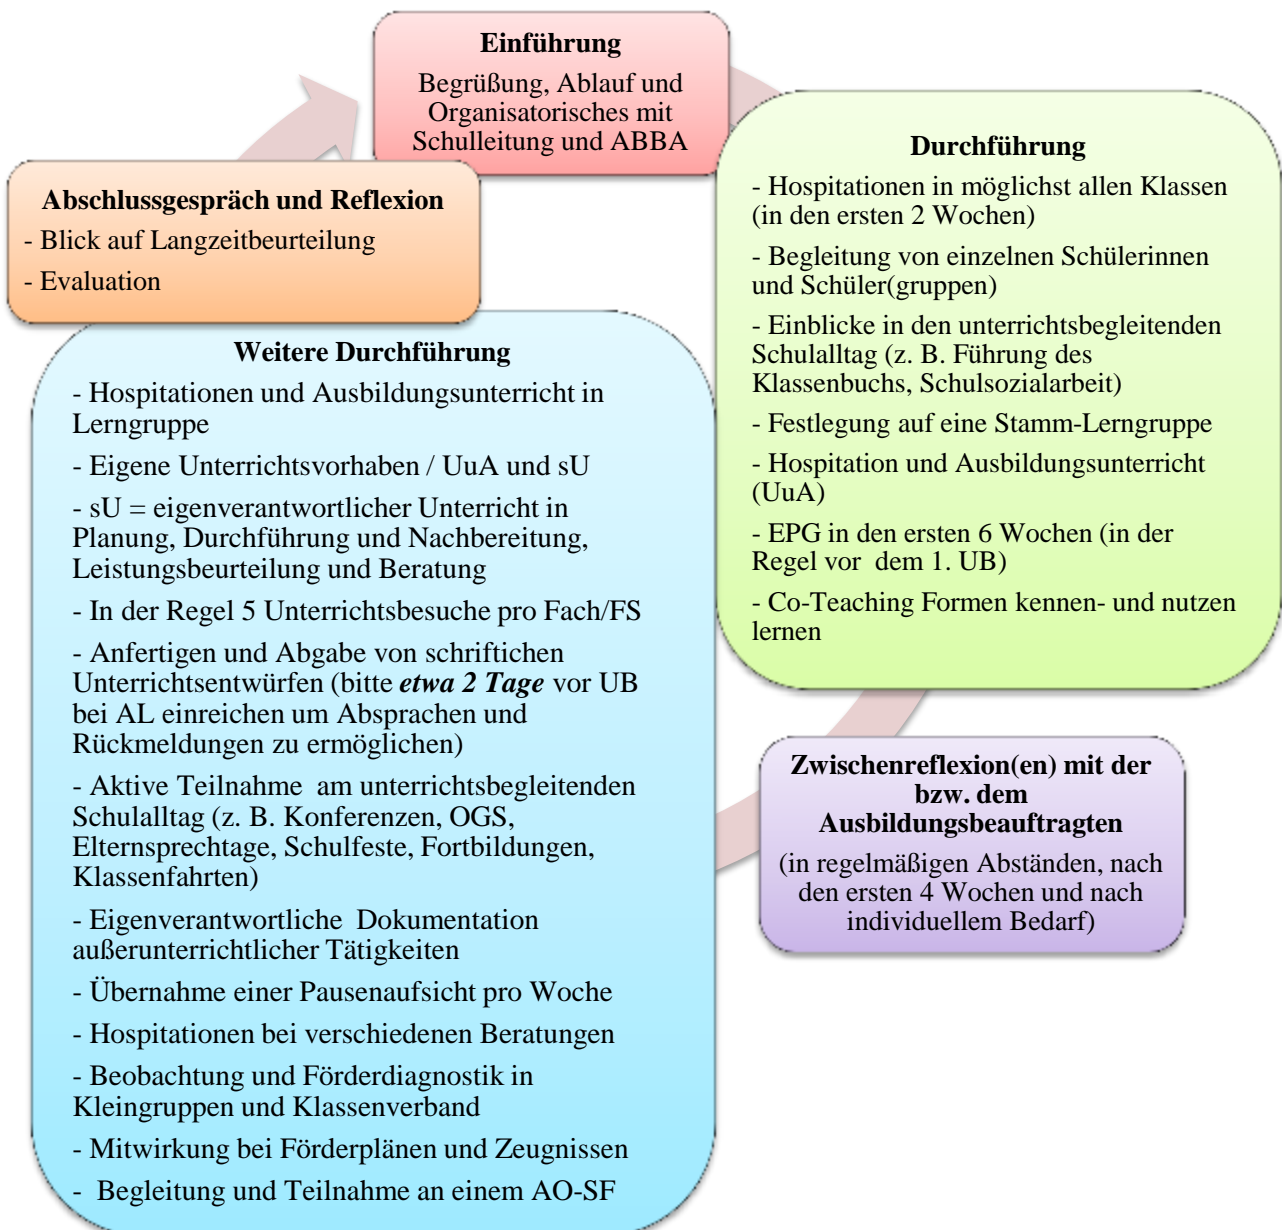 Einführung
Begrüßung, Ablauf und
Organisatorisches mit
Schulleitung und ABBA
Durchführung
- Hospitationen in möglichst allen Klassen
(in den ersten 2 Wochen)
- Begleitung von einzelnen Schülerinnen
und Schüler(gruppen)
- Einblicke in den unterrichtsbegleitenden
Schulalltag (z. B. Führung des
Klassenbuchs, Schulsozialarbeit)
- Festlegung auf eine Stamm-Lerngruppe
- Hospitation und Ausbildungsunterricht
(UuA)
- EPG in den ersten 6 Wochen (in der
Regel vor dem 1. UB)
- Co-Teaching Formen kennen- und nutzen
lernen
Zwischenreflexion(en) mit der
bzw. dem
Ausbildungsbeauftragten
(in regelmäßigen Abständen, nach
den ersten 4 Wochen und nach
individuellem Bedarf)
Weitere Durchführung
- Hospitationen und Ausbildungsunterricht in
Lerngruppe
- Eigene Unterrichtsvorhaben / UuA und sU
- sU = eigenverantwortlicher Unterricht in
Planung, Durchführung und Nachbereitung,
Leistungsbeurteilung und Beratung
- In der Regel 5 Unterrichtsbesuche pro Fach/FS
- Anfertigen und Abgabe von schriftichen
Unterrichtsentwürfen (bitte etwa 2 Tage vor UB
bei AL einreichen um Absprachen und
Rückmeldungen zu ermöglichen)
- Aktive Teilnahme am unterrichtsbegleitenden
Schulalltag (z. B. Konferenzen, OGS,
Elternsprechtage, Schulfeste, Fortbildungen,
Klassenfahrten)
- Eigenverantwortliche Dokumentation
außerunterrichtlicher Tätigkeiten
- Übernahme einer Pausenaufsicht pro Woche
- Hospitationen bei verschiedenen Beratungen
- Beobachtung und Förderdiagnostik in
Kleingruppen und Klassenverband
- Mitwirkung bei Förderplänen und Zeugnissen
- Begleitung und Teilnahme an einem AO-SF
Abschlussgespräch und Reflexion
- Blick auf Langzeitbeurteilung
- Evaluation